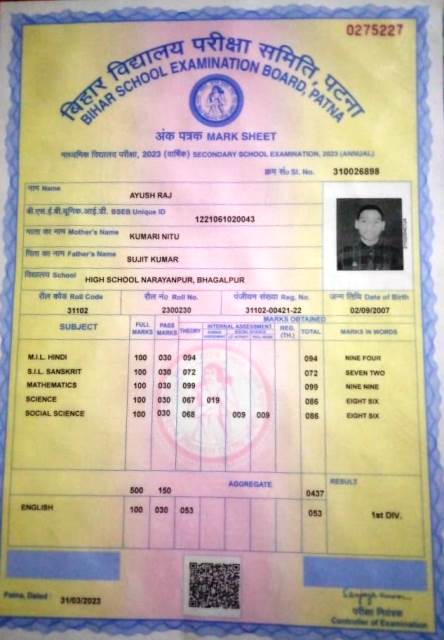 0275227
बिहार विद्यालय परीक्षा समिति, पटना
BIHAR SCHOOL EXAMINATION BOARD, PATNA
अंक पत्रक MARK SHEET
माध्यमिक विद्यालय परीक्षा, 2023 (वार्षिक) SECONDARY SCHOOL EXAMINATION, 2023 (ANNUAL)
क्रम सं० Sl. No. 310026898
नाम Name AYUSH RAJ
बी.एस.ई.बी.यूनिक.आई.डी. BSEB Unique ID 1221061020043
माता का नाम Mother's Name KUMARI NITU
पिता का नाम Father's Name SUJIT KUMAR
विद्यालय School HIGH SCHOOL NARAYANPUR, BHAGALPUR
रौल कोड Roll Code रौल नं० Roll No. पंजीयन संख्या Reg. No. जन्म तिथि Date of Birth
31102 2300230 31102-00421-22 02/09/2007
MARKS OBTAINED
SUBJECT FULL MARKS PASS MARKS THEORY INTERNAL ASSESSMENT REG. (TH.) TOTAL MARKS IN WORDS
M.I.L. HINDI 100 030 094 094 NINE FOUR
S.I.L. SANSKRIT 100 030 072 072 SEVEN TWO
MATHEMATICS 100 030 099 099 NINE NINE
SCIENCE 100 030 067 019 086 EIGHT SIX
SOCIAL SCIENCE 100 030 068 009 009 086 EIGHT SIX
500 150 AGGREGATE 0437 RESULT
ENGLISH 100 030 053 053 1st DIV.
Patna, Dated : 31/03/2023
परीक्षा नियंत्रक
Controller of Examination